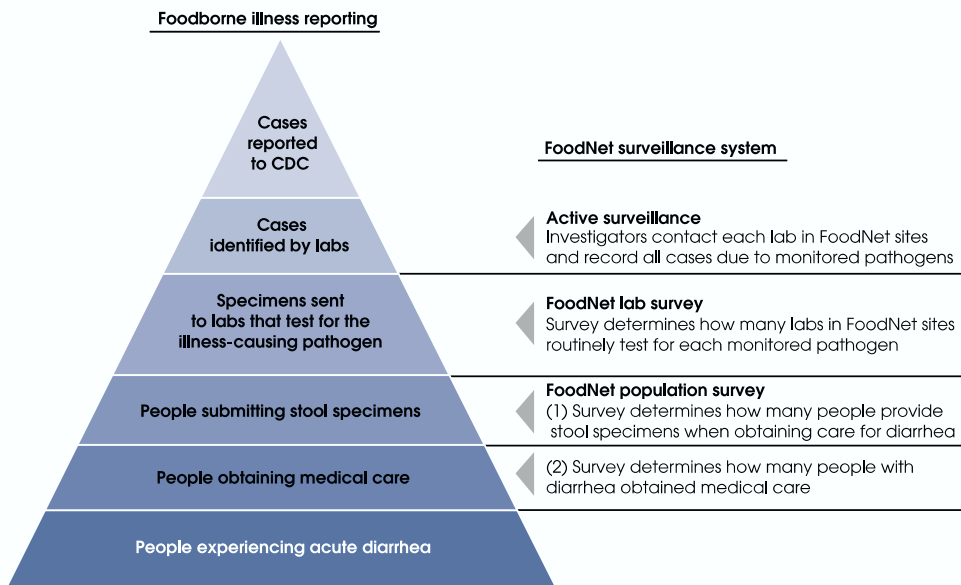 Foodborne illness reporting
Cases
reported
to CDC
Cases
identified by labs
Specimens sent
to labs that test for the
illness-causing pathogen
People submitting stool specimens
People obtaining medical care
People experiencing acute diarrhea
FoodNet surveillance system
Active surveillance
Investigators contact each lab in FoodNet sites
and record all cases due to monitored pathogens
FoodNet lab survey
Survey determines how many labs in FoodNet sites
routinely test for each monitored pathogen
FoodNet population survey
(1) Survey determines how many people provide
stool specimens when obtaining care for diarrhea
(2) Survey determines how many people with
diarrhea obtained medical care